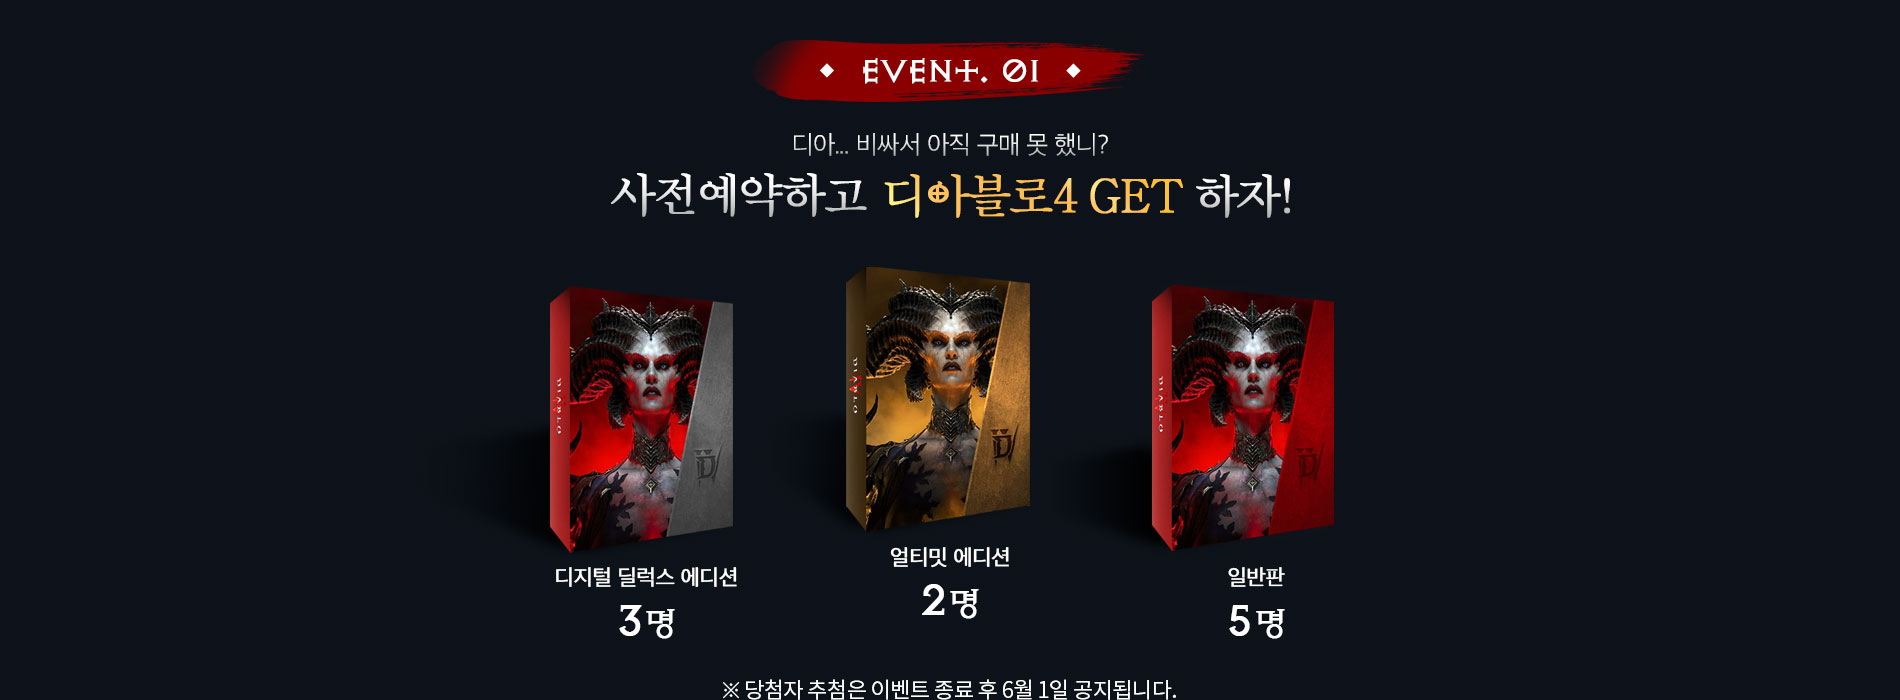 EVENT. 01
디아... 비싸서 아직 구매 못 했니?
사전예약하고 디아블로4 GET 하자!
DIABLO
DIABLO
DIABLO
얼티밋 에디션
2명
디지털 딜럭스 에디션
3명
일반판
5명
※ 당첨자 추첨은 이벤트 종료 후 6월 1일 공지됩니다.